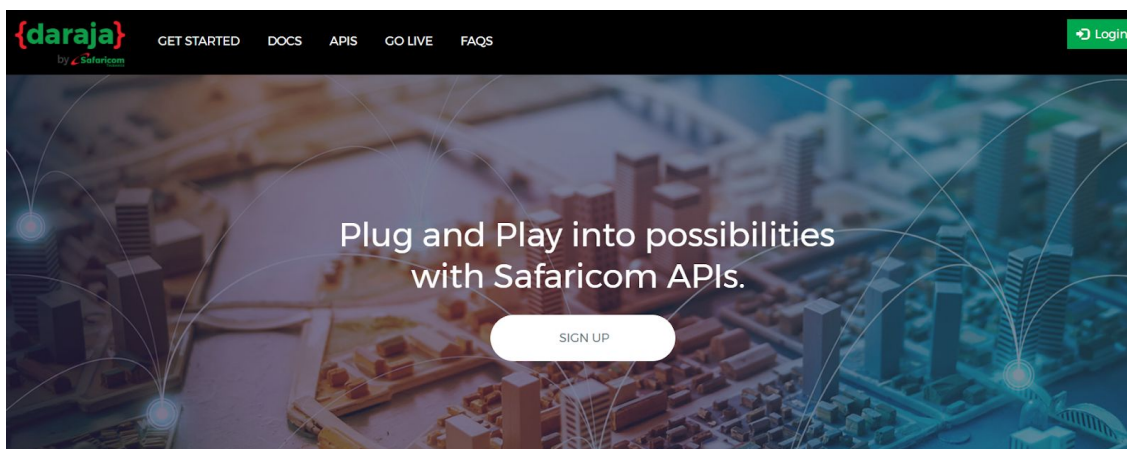 {daraja}
by Safaricom
GET STARTED DOCS APIS GO LIVE FAQS
Login
Plug and Play into possibilities
with Safaricom APIs.
SIGN UP